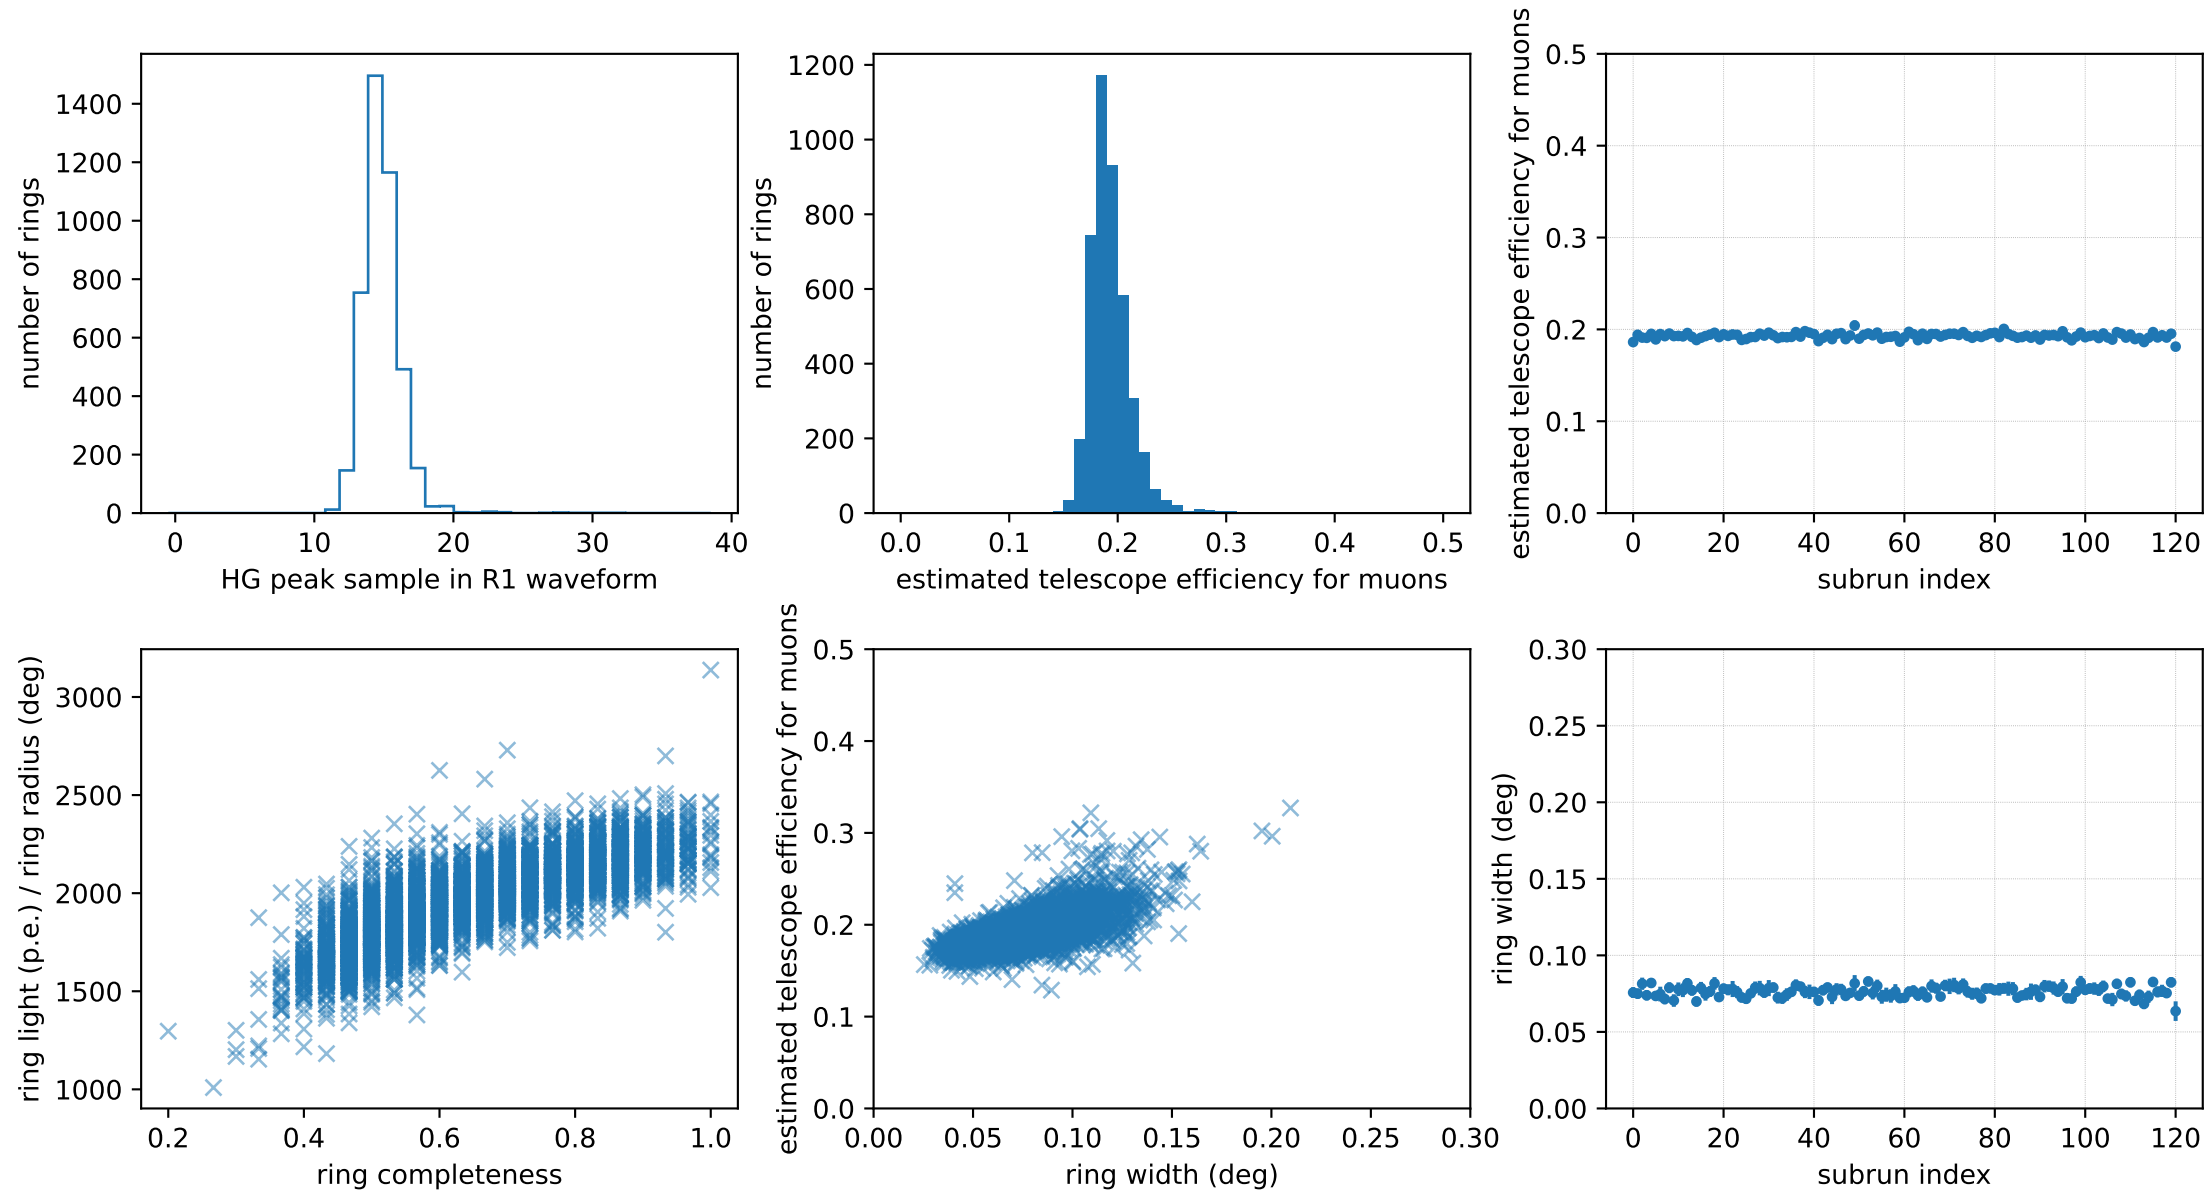 number of rings
1400
1200
1000
800
600
400
200
0
0 10 20 30 40
HG peak sample in R1 waveform
number of rings
1200
1000
800
600
400
200
0
0.0 0.1 0.2 0.3 0.4 0.5
estimated telescope efficiency for muons
estimated telescope efficiency for muons
0.5
0.4
0.3
0.2
0.1
0.0
0 20 40 60 80 100 120
subrun index
ring light (p.e.) / ring radius (deg)
3000
2500
2000
1500
1000
0.2 0.4 0.6 0.8 1.0
ring completeness
estimated telescope efficiency for muons
0.5
0.4
0.3
0.2
0.1
0.0
0.00 0.05 0.10 0.15 0.20 0.25 0.30
ring width (deg)
ring width (deg)
0.30
0.25
0.20
0.15
0.10
0.05
0.00
0 20 40 60 80 100 120
subrun index